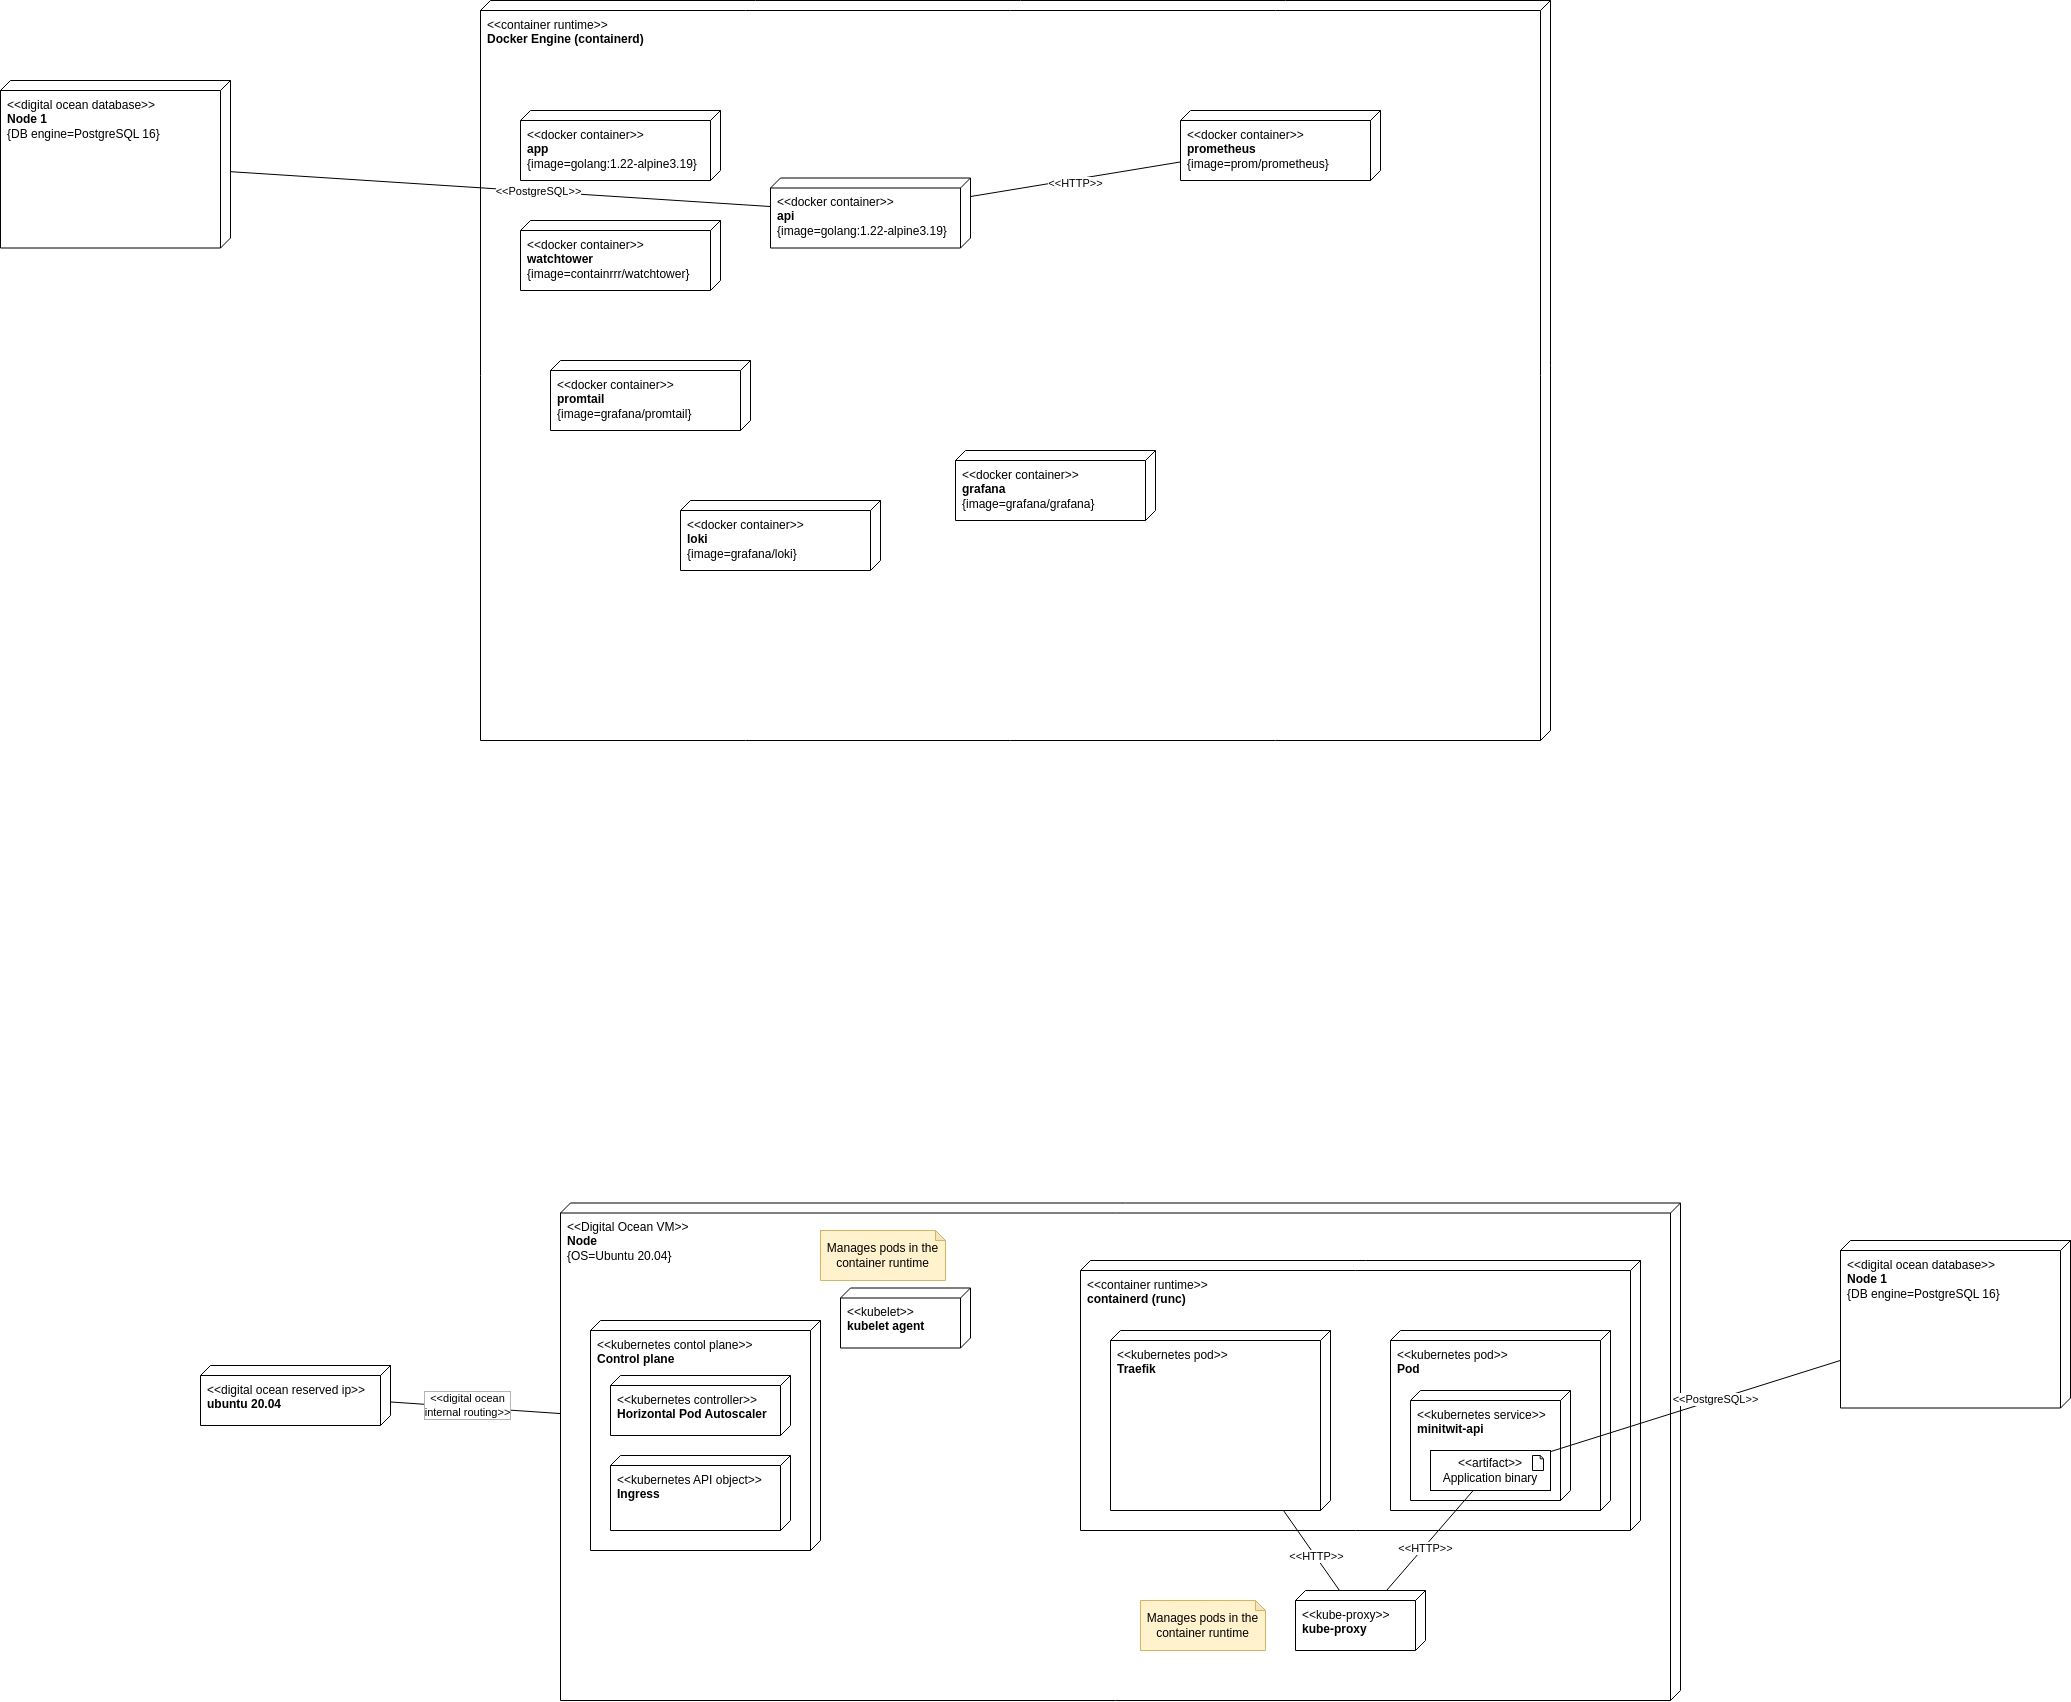 <<container runtime>>
Docker Engine (containerd)
<<digital ocean database>>
Node 1
{DB engine=PostgreSQL 16}
<<docker container>>
app
{image=golang:1.22-alpine3.19}
<<docker container>>
prometheus
{image=prom/prometheus}
<<PostgreSQL>>
<<HTTP>>
<<docker container>>
api
{image=golang:1.22-alpine3.19}
<<docker container>>
watchtower
{image=containrrr/watchtower}
<<docker container>>
promtail
{image=grafana/promtail}
<<docker container>>
grafana
{image=grafana/grafana}
<<docker container>>
loki
{image=grafana/loki}
<<Digital Ocean VM>>
Node
{OS=Ubuntu 20.04}
Manages pods in the
container runtime
<<kubelet>>
kubelet agent
<<kubernetes contol plane>>
Control plane
<<kubernetes controller>>
Horizontal Pod Autoscaler
<<kubernetes API object>>
Ingress
<<digital ocean reserved ip>>
ubuntu 20.04
<<digital ocean
internal routing>>
<<container runtime>>
containerd (runc)
<<kubernetes pod>>
Traefik
<<kubernetes pod>>
Pod
<<kubernetes service>>
minitwit-api
<<artifact>>
Application binary
<<PostgreSQL>>
<<digital ocean database>>
Node 1
{DB engine=PostgreSQL 16}
<<HTTP>>
<<HTTP>>
Manages pods in the
container runtime
<<kube-proxy>>
kube-proxy